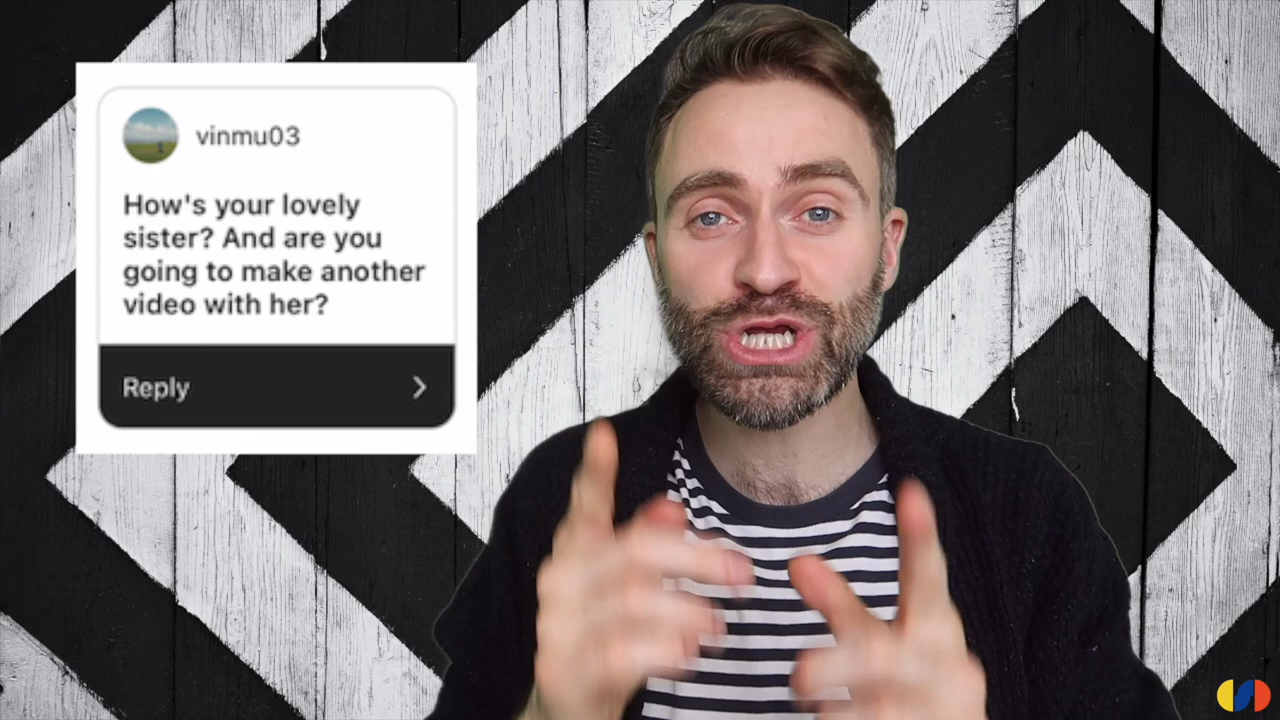 vinmu03
How's your lovely
sister? And are you
going to make another
video with her?
Reply